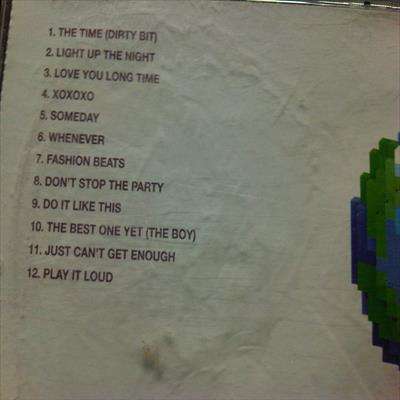 1. THE TIME (DIRTY BIT)
2. LIGHT UP THE NIGHT
3. LOVE YOU LONG TIME
4. XOXOXO
5. SOMEDAY
6. WHENEVER
7. FASHION BEATS
8. DON'T STOP THE PARTY
9. DO IT LIKE THIS
10. THE BEST ONE YET (THE BOY)
11. JUST CAN'T GET ENOUGH
12. PLAY IT LOUD